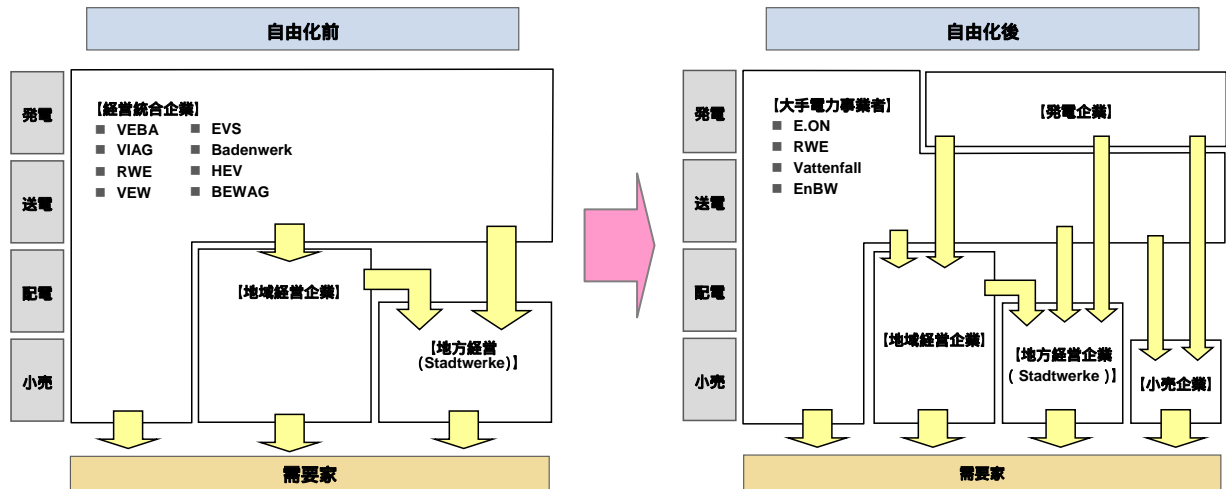 自由化前
発電
送電
配電
小売
【経営統合企業】
■ VEBA
■ VIAG
■ RWE
■ VEW
■ EVS
■ Badenwerk
■ HEV
■ BEWAG
【地域経営企業】
【地方経営
(Stadtwerke)】
需要家
自由化後
発電
送電
配電
小売
【大手電力事業者】
■ E.ON
■ RWE
■ Vattenfall
■ EnBW
【発電企業】
【地域経営企業】
【地方経営企業
( Stadtwerke )】
【小売企業】
需要家